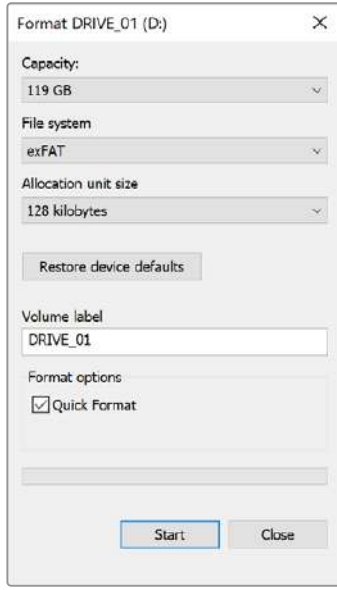 Format DRIVE_01 (D:)
Capacity:
119 GB
File system
exFAT
Allocation unit size
128 kilobytes
Restore device defaults
Volume label
DRIVE_01
Format options
Quick Format
Start Close